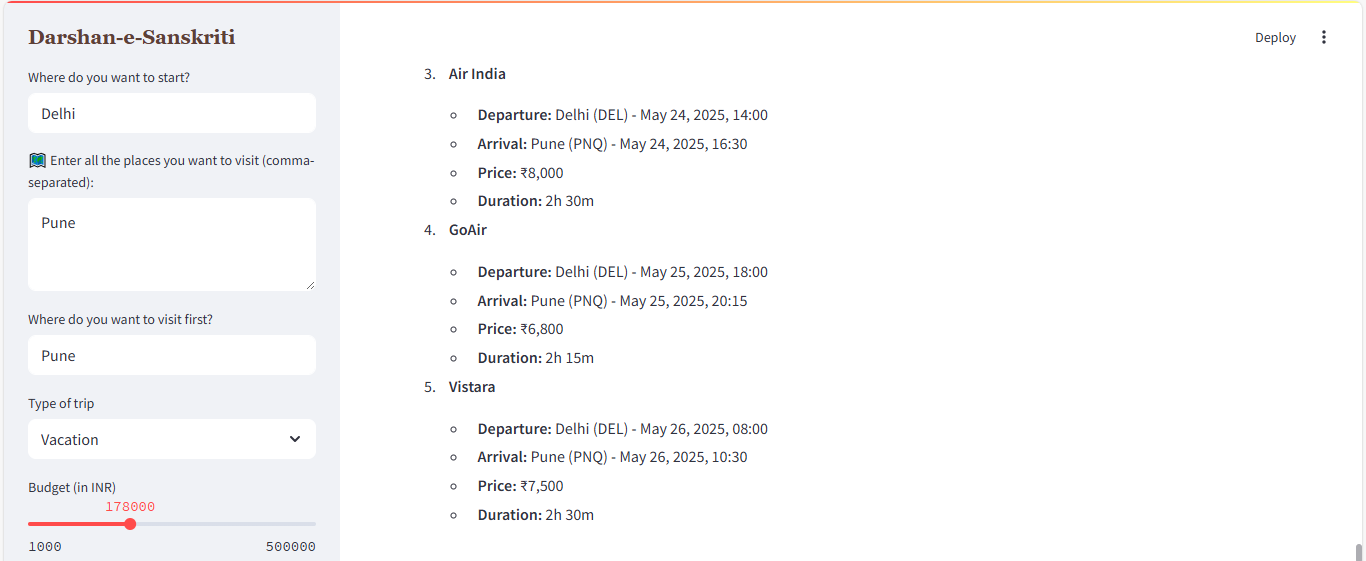 Darshan-e-Sanskriti
Where do you want to start?
Delhi
Enter all the places you want to visit (comma-
separated):
Pune
Where do you want to visit first?
Pune
Type of trip
Vacation
Budget (in INR)
178000
1000 500000
Deploy
3. Air India
Departure: Delhi (DEL) - May 24, 2025, 14:00
Arrival: Pune (PNQ) - May 24, 2025, 16:30
Price: ₹8,000
Duration: 2h 30m
4. GoAir
Departure: Delhi (DEL) - May 25, 2025, 18:00
Arrival: Pune (PNQ) - May 25, 2025, 20:15
Price: ₹6,800
Duration: 2h 15m
5. Vistara
Departure: Delhi (DEL) - May 26, 2025, 08:00
Arrival: Pune (PNQ) - May 26, 2025, 10:30
Price: ₹7,500
Duration: 2h 30m